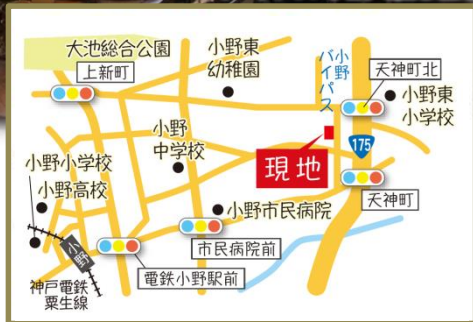 大池総合公園
上新町
小野東
幼稚園
小野
バイパス
天神町北
小野東
小学校
小野
中学校
175
現地
小野小学校
小野高校
天神町
小野市民病院
市民病院前
小野
電鉄小野駅前
神戸電鉄
粟生線